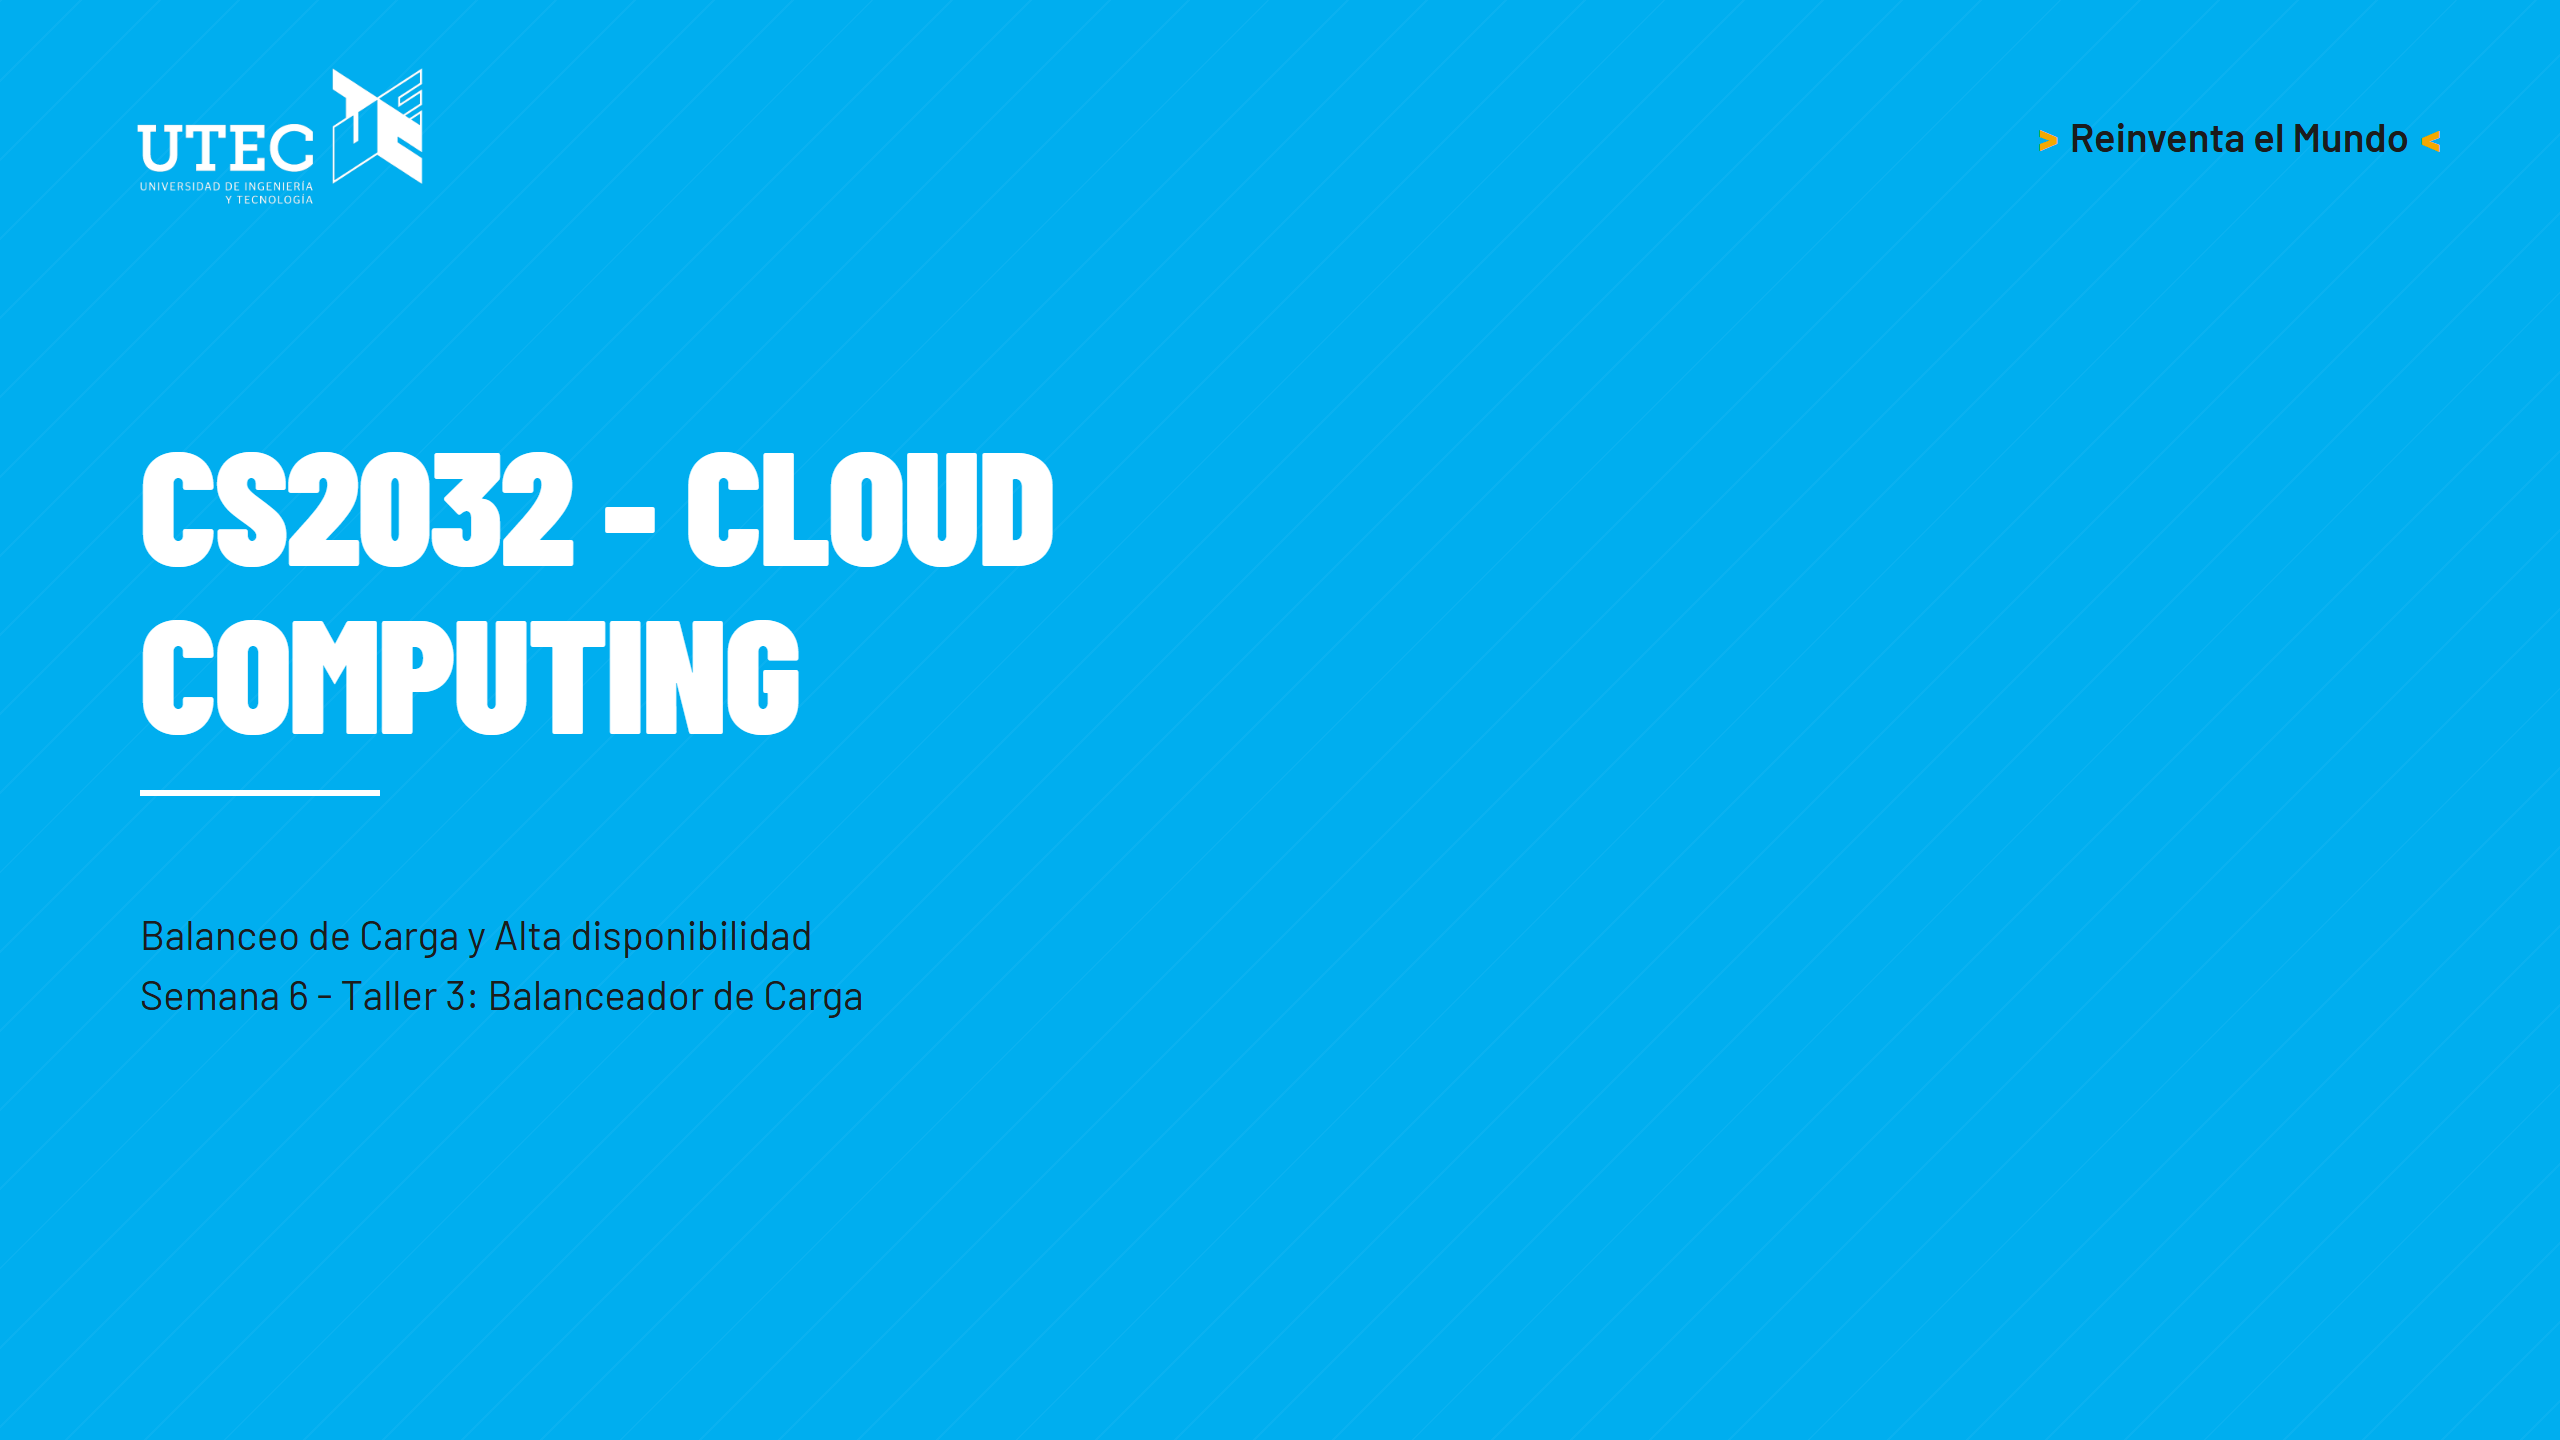 UTEC
UNIVERSIDAD DE INGENIERÍA
Y TECNOLOGÍA
> Reinventa el Mundo <
CS2032 - CLOUD
COMPUTING
Balanceo de Carga y Alta disponibilidad
Semana 6 - Taller 3: Balanceador de Carga